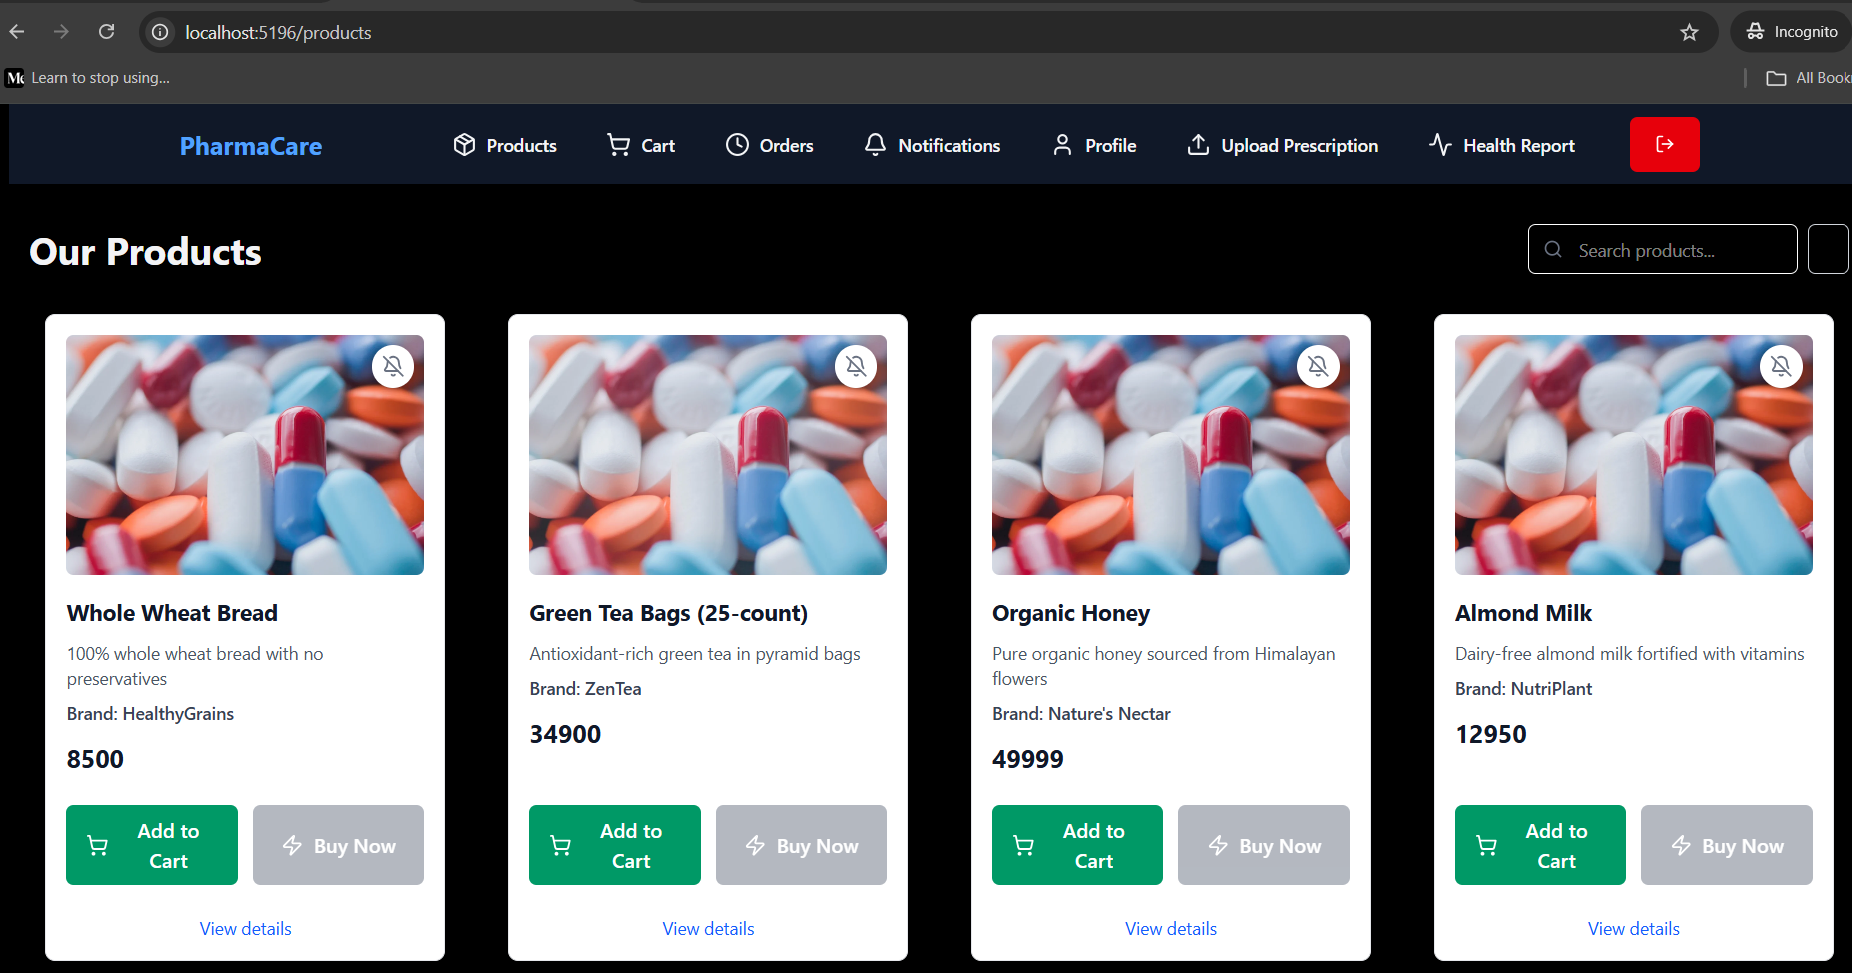 localhost:5196/products
Incognito
Learn to stop using...
All Book
PharmaCare
Products
Cart
Orders
Notifications
Profile
Upload Prescription
Health Report
Our Products
Search products...
Whole Wheat Bread
100% whole wheat bread with no
preservatives
Brand: HealthyGrains
8500
Add to
Cart
Buy Now
View details
Green Tea Bags (25-count)
Antioxidant-rich green tea in pyramid bags
Brand: ZenTea
34900
Add to
Cart
Buy Now
View details
Organic Honey
Pure organic honey sourced from Himalayan
flowers
Brand: Nature's Nectar
49999
Add to
Cart
Buy Now
View details
Almond Milk
Dairy-free almond milk fortified with vitamins
Brand: NutriPlant
12950
Add to
Cart
Buy Now
View details